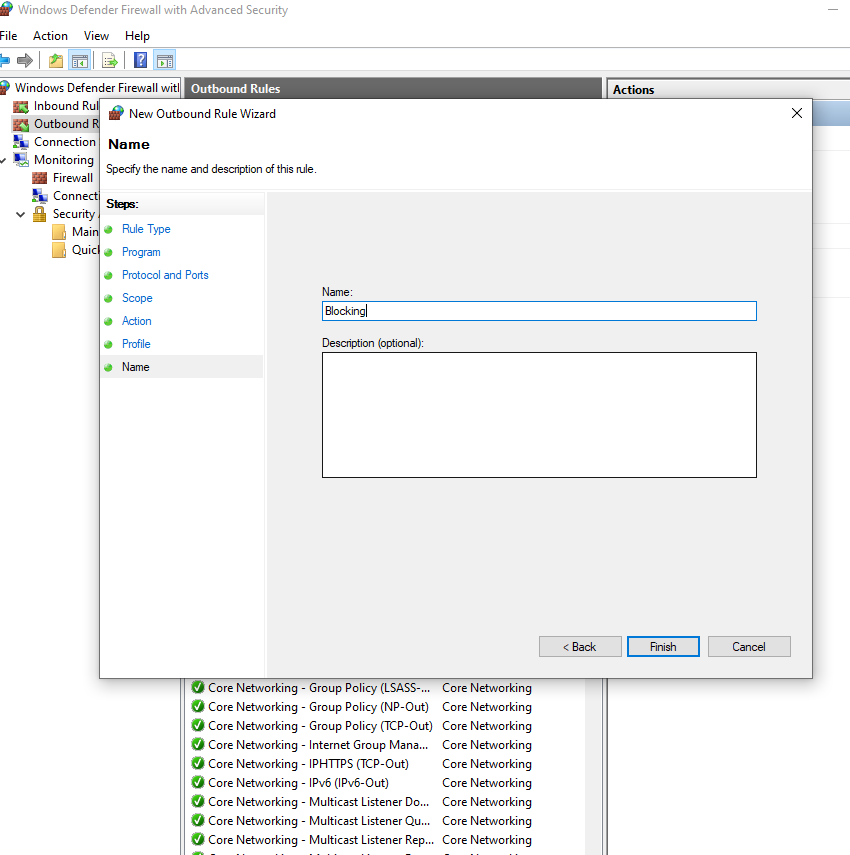 Windows Defender Firewall with Advanced Security
File Action View Help
Windows Defender Firewall with
Inbound Rul
Outbound R
Connection
Monitoring
Firewall
Connecti
Security
Main
Quick
Outbound Rules
Actions
New Outbound Rule Wizard
Name
Specify the name and description of this rule.
Steps:
Rule Type
Program
Protocol and Ports
Scope
Action
Profile
Name
Name:
Blocking
Description (optional):
< Back Finish Cancel
Core Networking - Group Policy (LSASS-... Core Networking
Core Networking - Group Policy (NP-Out) Core Networking
Core Networking - Group Policy (TCP-Out) Core Networking
Core Networking - Internet Group Mana... Core Networking
Core Networking - IPHTTPS (TCP-Out) Core Networking
Core Networking - IPv6 (IPv6-Out) Core Networking
Core Networking - Multicast Listener Do... Core Networking
Core Networking - Multicast Listener Qu... Core Networking
Core Networking - Multicast Listener Rep... Core Networking